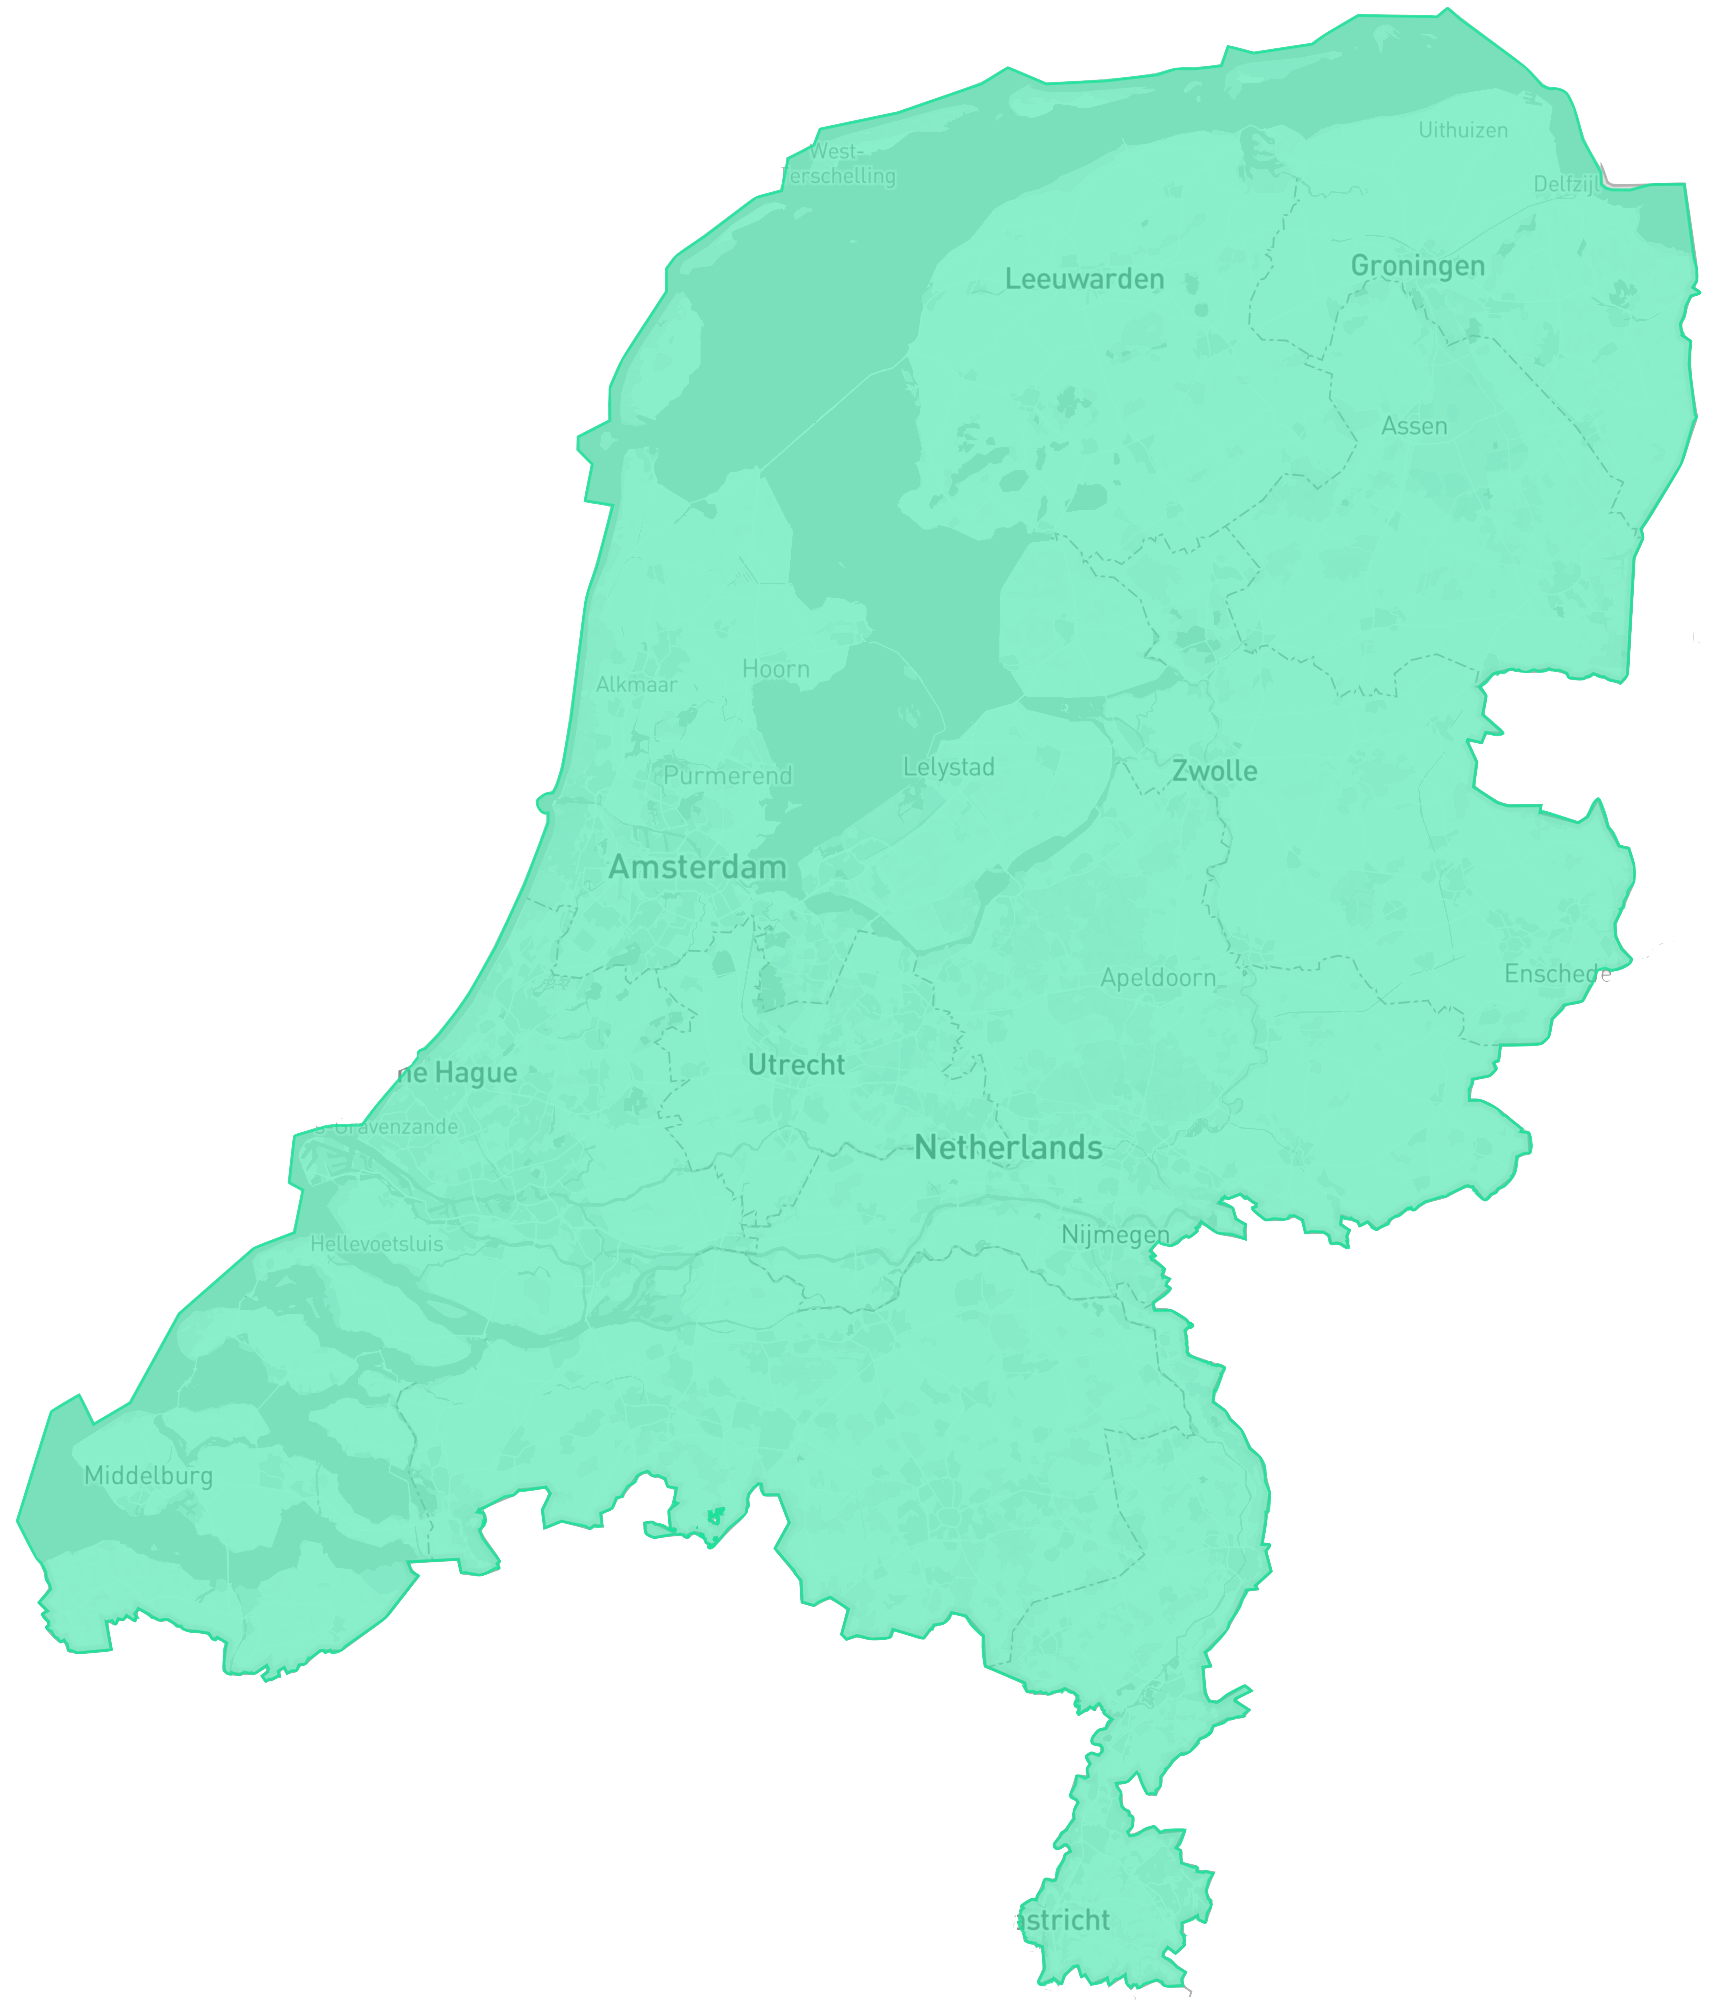 Uithuizen
West-
Terschelling
Delfzijl
Groningen
Leeuwarden
Assen
Hoorn
Alkmaar
Lelystad
Zwolle
Purmerend
Amsterdam
Enschede
Apeldoorn
Utrecht
he Hague
-Gravenzande
Netherlands
Nijmegen
Hellevoetsluis
Middelburg
astricht